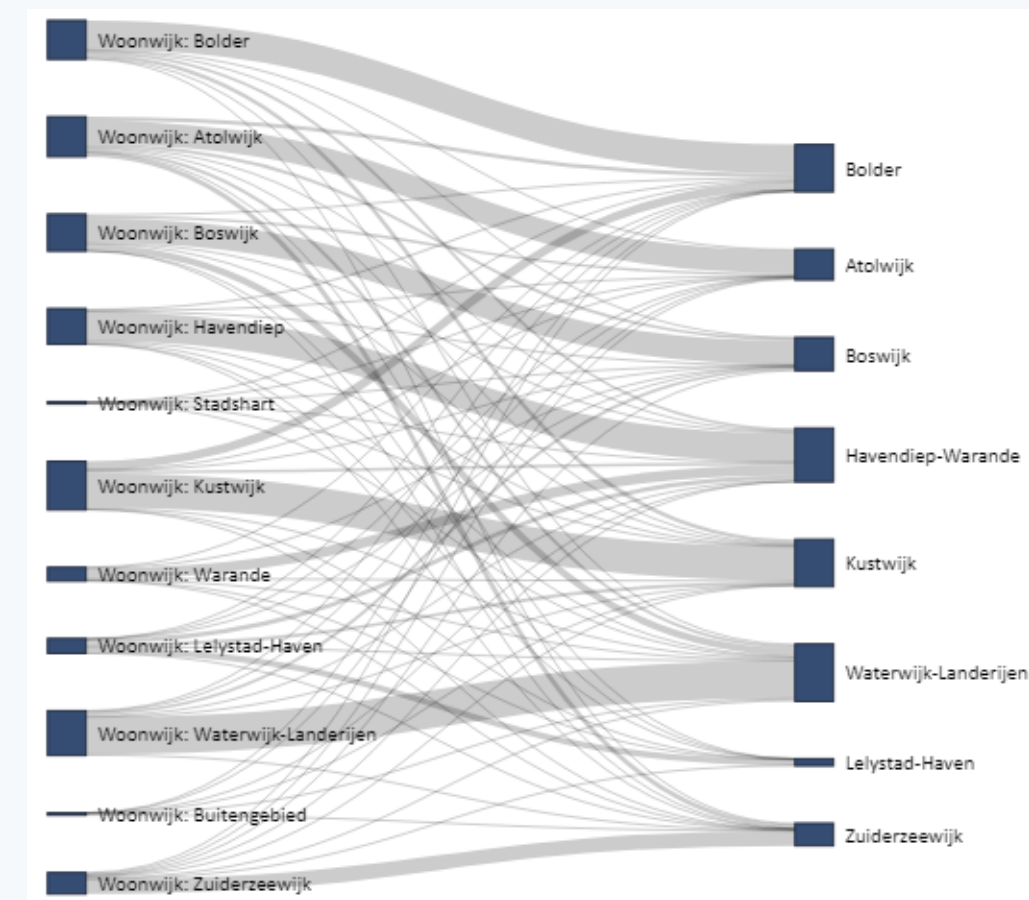 Woonwijk: Bolder
Woonwijk: Atolwijk
Woonwijk: Boswijk
Woonwijk: Havendiep
Woonwijk: Stadshart
Woonwijk: Kustwijk
Woonwijk: Warande
Woonwijk: Lelystad-Haven
Woonwijk: Waterwijk-Landerijen
Woonwijk: Buitengebied
Woonwijk: Zuiderzeewijk
Bolder
Atolwijk
Boswijk
Havendiep-Warande
Kustwijk
Waterwijk-Landerijen
Lelystad-Haven
Zuiderzeewijk